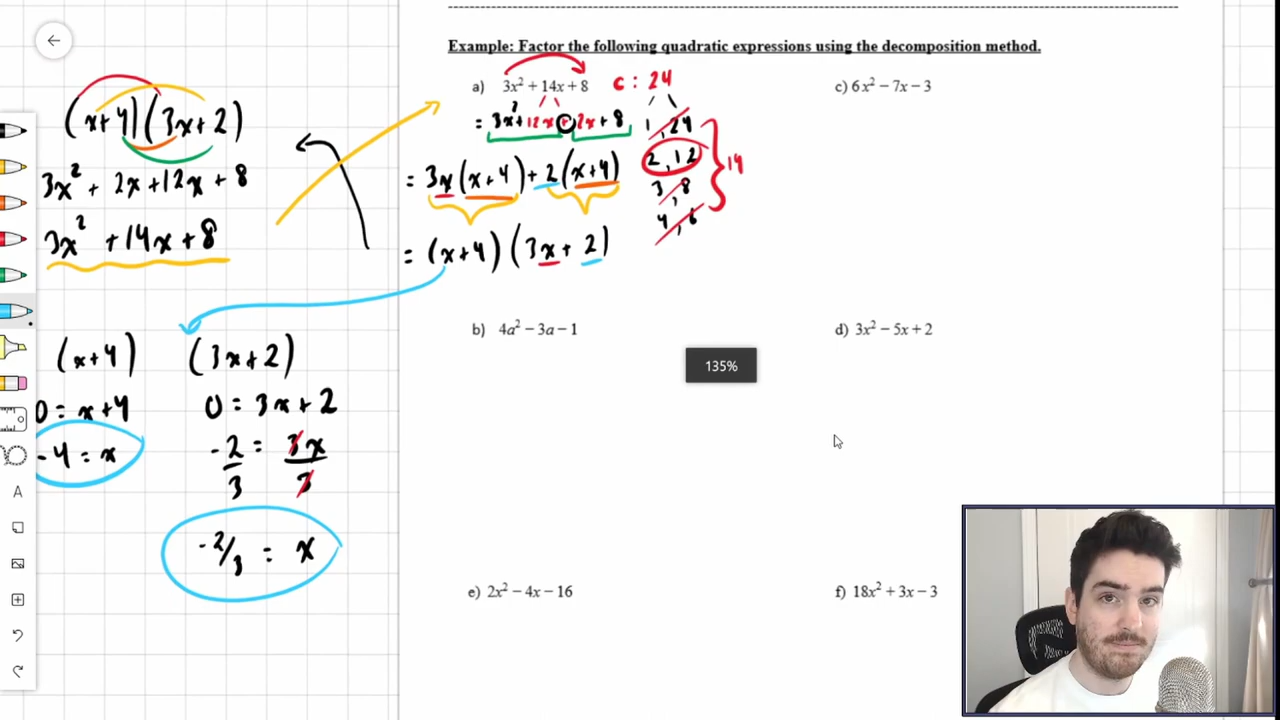 Example: Factor the following quadratic expressions using the decomposition method.
a) 3x² + 14x + 8
c : 24
= 3x² + 12x + 2x + 8
1, 24
2, 12
3, 8
4, 6
14
= 3x(x+4) + 2(x+4)
= (x+4)(3x + 2)
c) 6x² − 7x − 3
(x+4)(3x+2)
3x² + 2x + 12x + 8
3x² + 14x + 8
(x+4)
0 = x+4
-4 = x
(3x+2)
0 = 3x + 2
-2/3 = 3x/3
-2/3 = x
b) 4a² − 3a − 1
d) 3x² − 5x + 2
135%
e) 2x² − 4x − 16
f) 18x² + 3x − 3
A